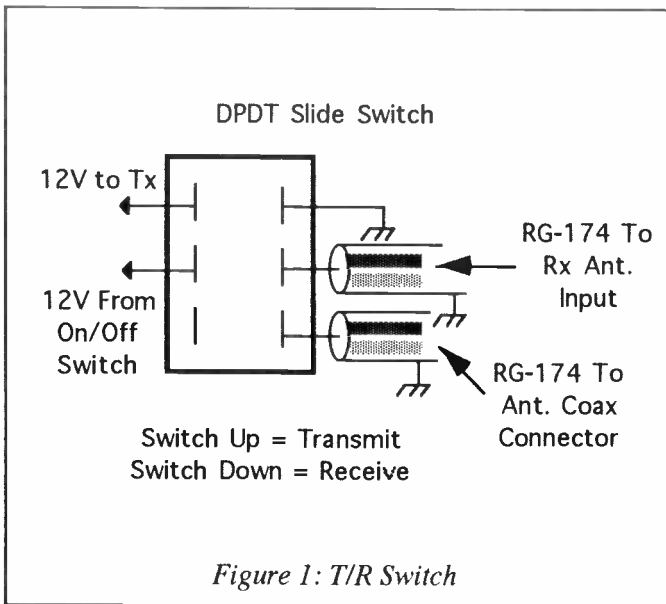 DPDT Slide Switch
12V to Tx
12V From
On/Off
Switch
RG-174 To
Rx Ant.
Input
RG-174 To
Ant. Coax
Connector
Switch Up = Transmit
Switch Down = Receive
Figure 1: T/R Switch